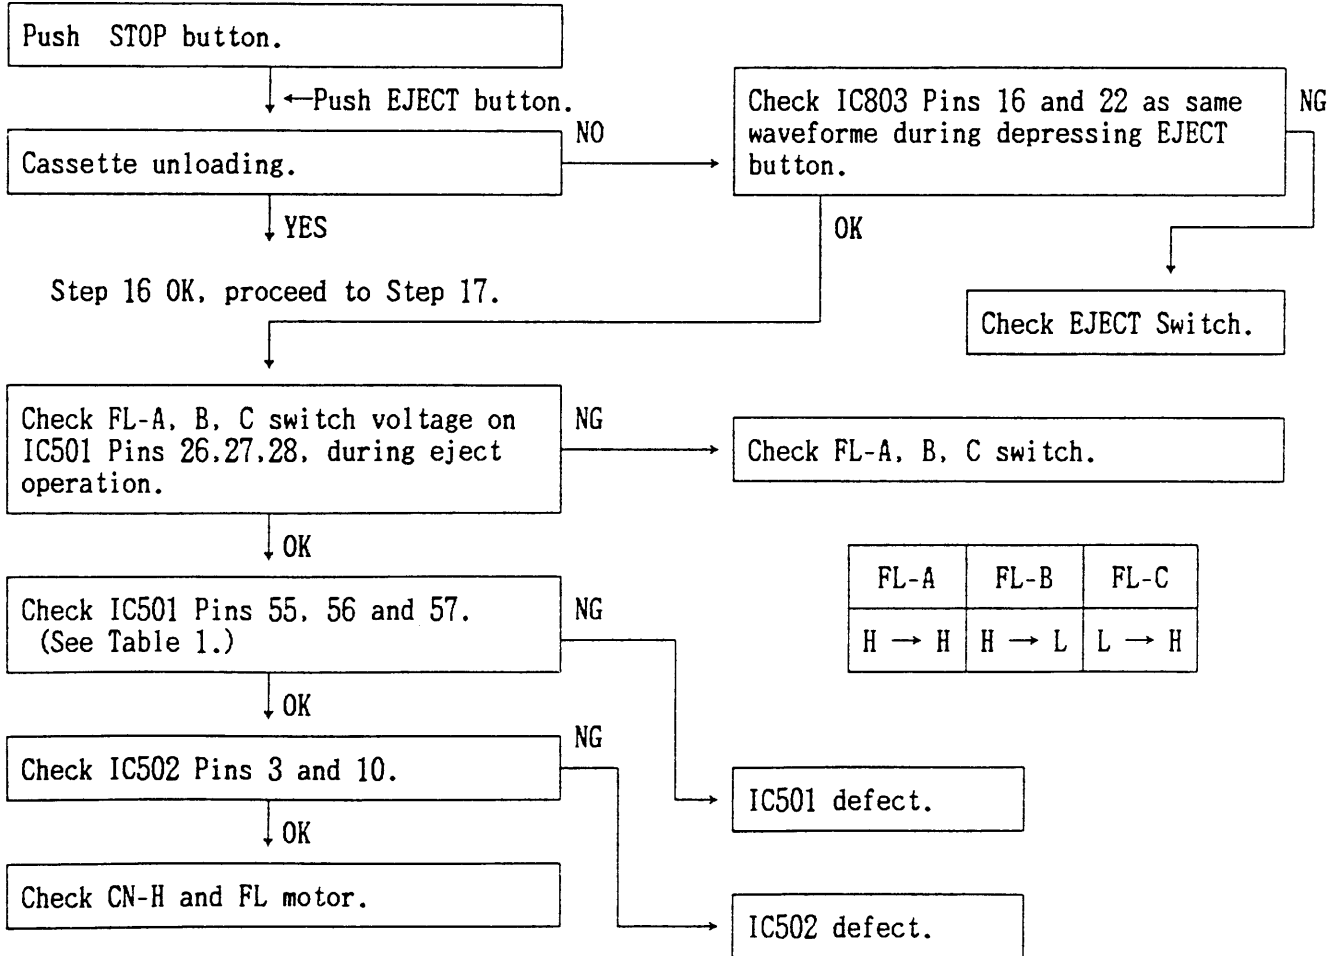 Push STOP button.
←Push EJECT button.
Cassette unloading.
NO
Check IC803 Pins 16 and 22 as same
waveforme during depressing EJECT
button.
NG
YES
OK
Step 16 OK, proceed to Step 17.
Check EJECT Switch.
Check FL-A, B, C switch voltage on
IC501 Pins 26,27,28, during eject
operation.
NG
Check FL-A, B, C switch.
OK
FL-A FL-B FL-C
H → H H → L L → H
Check IC501 Pins 55, 56 and 57.
(See Table 1.)
NG
OK
Check IC502 Pins 3 and 10.
NG
IC501 defect.
OK
Check CN-H and FL motor.
IC502 defect.